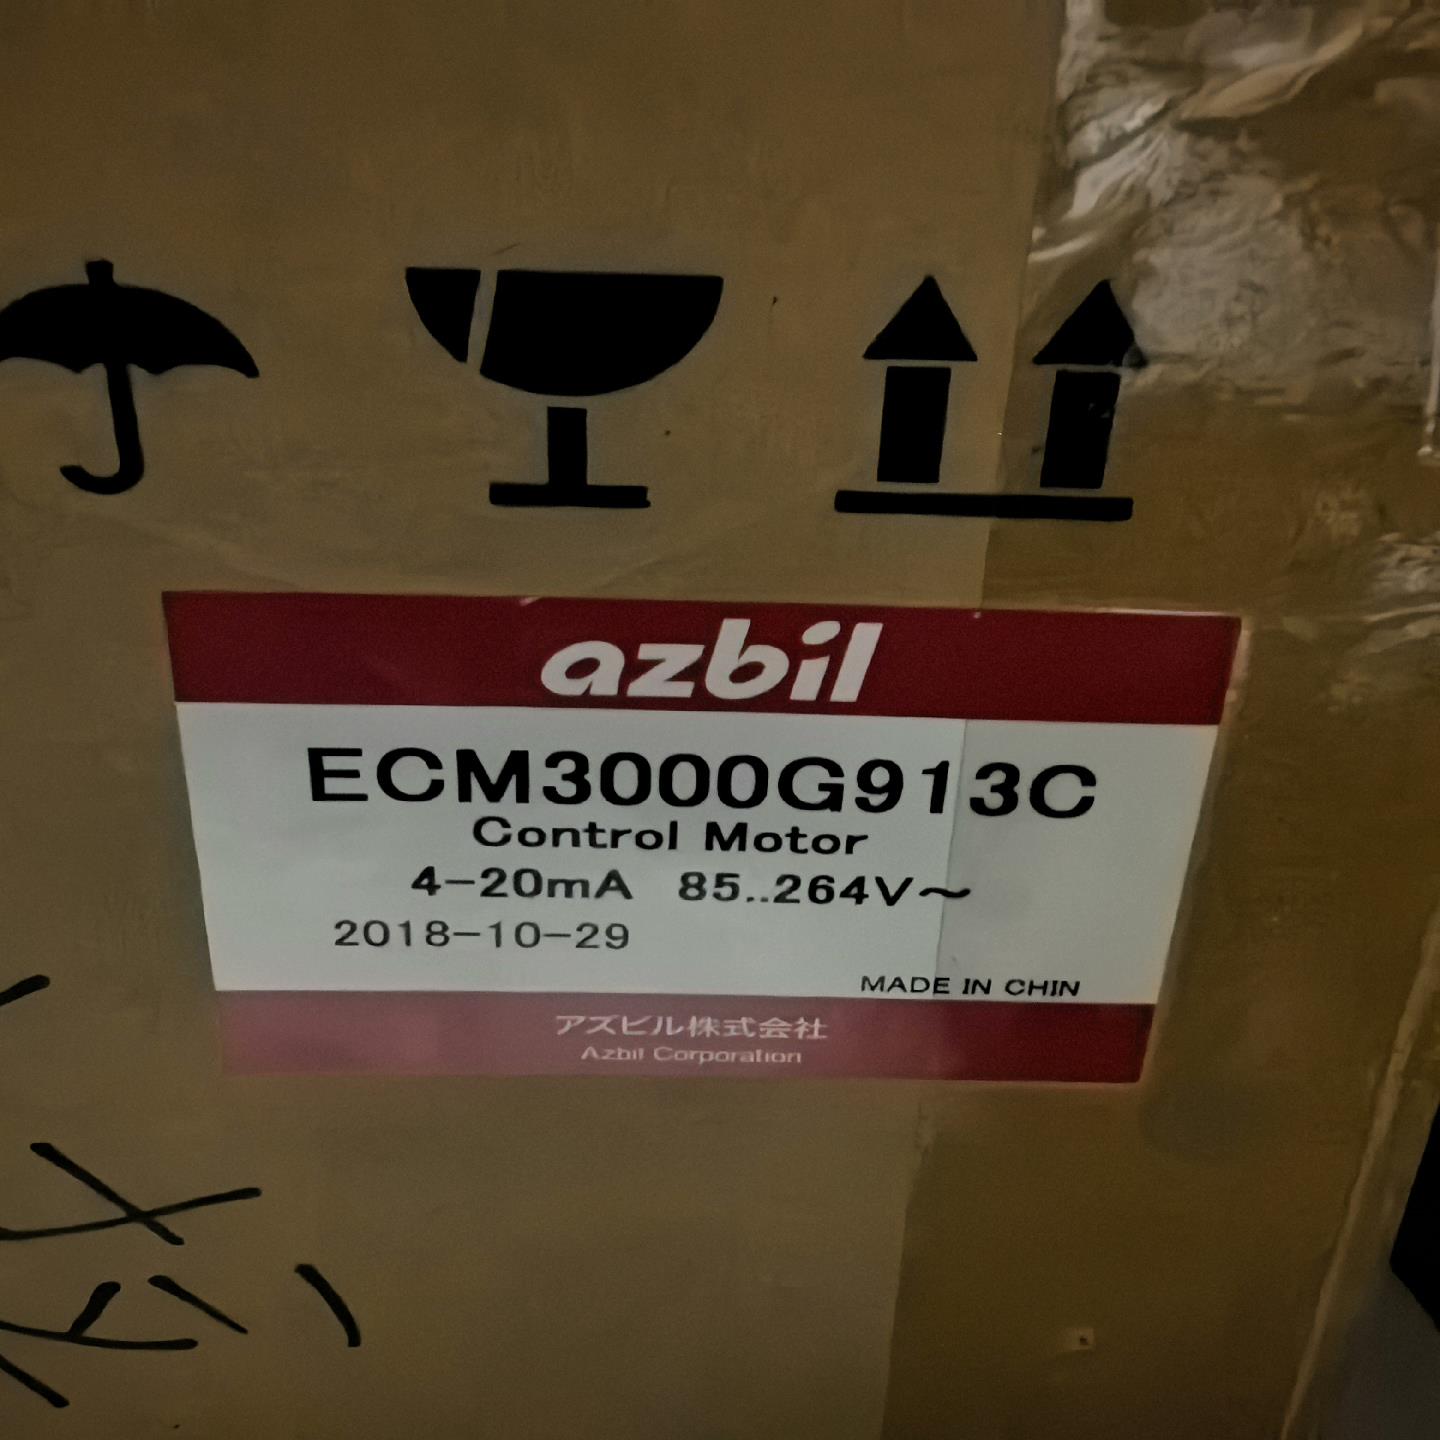 azbil
ECM3000G913C
Control Motor
4-20mA 85..264V～
2018-10-29
MADE IN CHIN
アズビル株式会社
Azbil Corporation